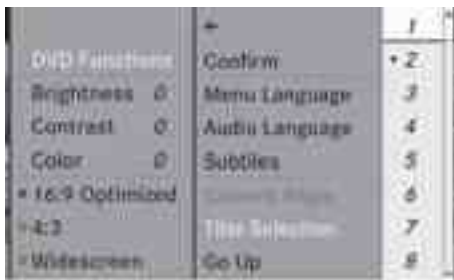 DVD Functions
Brightness 0
Contrast 0
Color 0
• 16:9 Optimized
◦ 4:3
◦ Widescreen
←
Confirm
Menu Language
Audio Language
Subtiles
Title Selection
Go Up
1
• 2
3
4
5
6
7
8